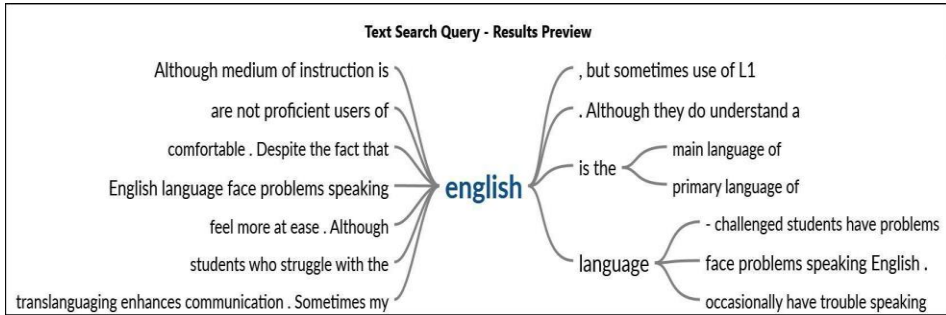 Text Search Query - Results Preview
Although medium of instruction is
are not proficient users of
comfortable . Despite the fact that
English language face problems speaking
feel more at ease . Although
students who struggle with the
translanguaging enhances communication . Sometimes my
english
, but sometimes use of L1
. Although they do understand a
is the
main language of
primary language of
language
- challenged students have problems
face problems speaking English .
occasionally have trouble speaking